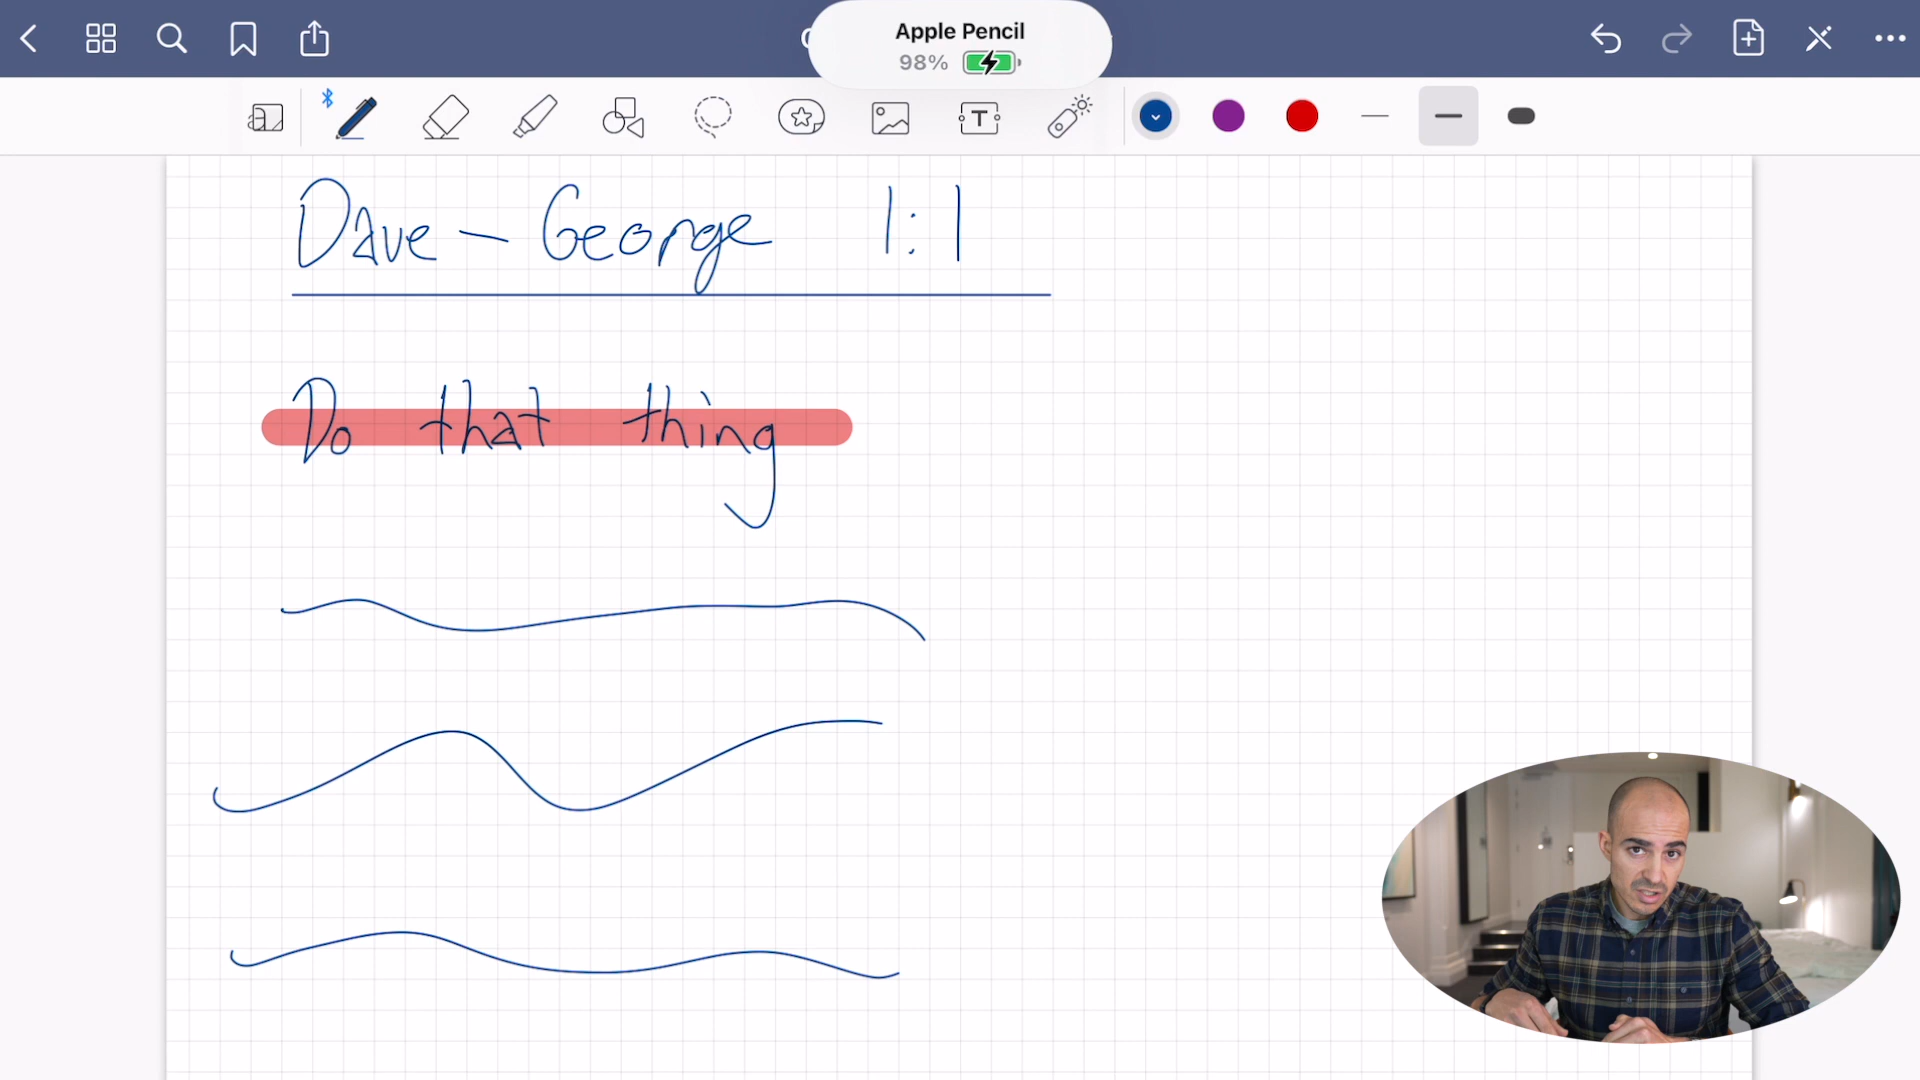 Apple Pencil
98%
T
Dave - George 1:1
Do that thing